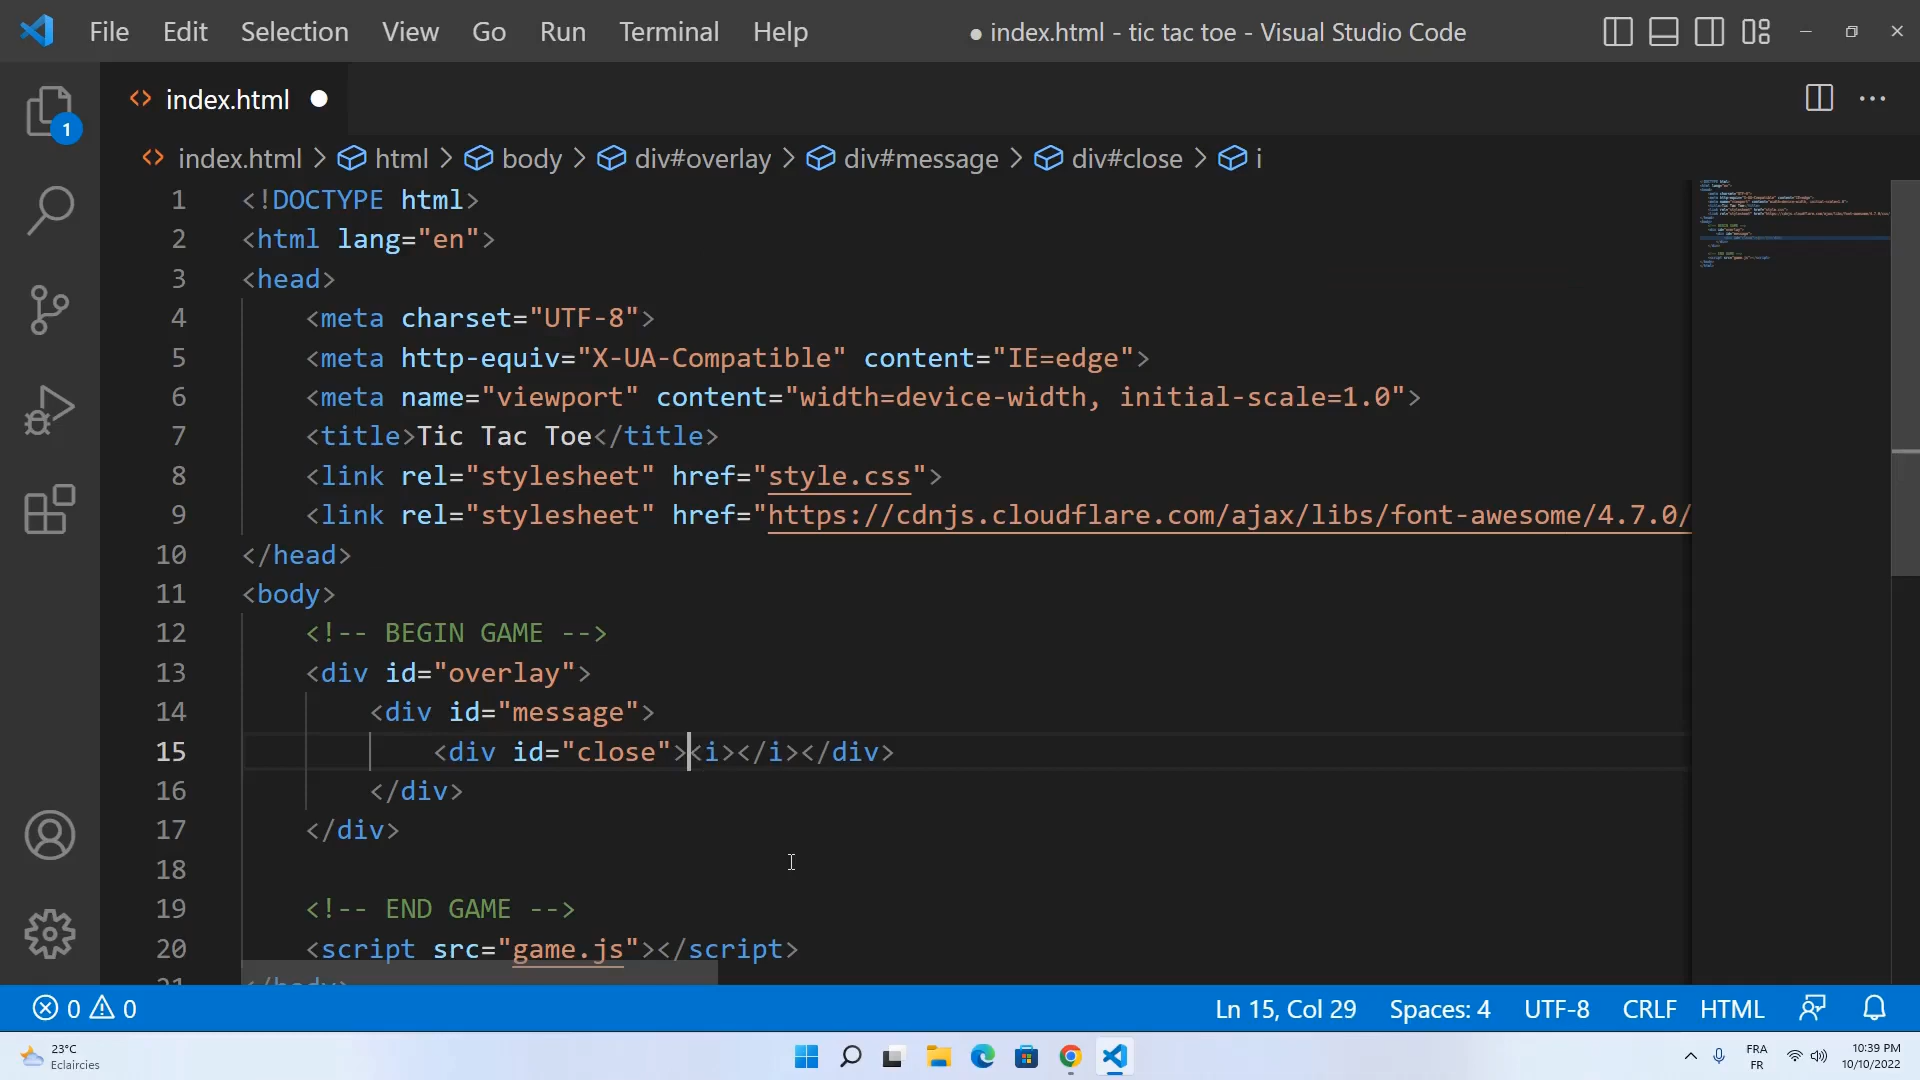 File Edit Selection View Go Run Terminal Help ● index.html - tic tac toe - Visual Studio Code
index.html
1
index.html > html > body > div#overlay > div#message > div#close > i
1 <!DOCTYPE html>
2 <html lang="en">
3 <head>
4 <meta charset="UTF-8">
5 <meta http-equiv="X-UA-Compatible" content="IE=edge">
6 <meta name="viewport" content="width=device-width, initial-scale=1.0">
7 <title>Tic Tac Toe</title>
8 <link rel="stylesheet" href="style.css">
9 <link rel="stylesheet" href="https://cdnjs.cloudflare.com/ajax/libs/font-awesome/4.7.0/
10 </head>
11 <body>
12 <!-- BEGIN GAME -->
13 <div id="overlay">
14 <div id="message">
15 <div id="close"><i></i></div>
16 </div>
17 </div>
18
19 <!-- END GAME -->
20 <script src="game.js"></script>
21 </body>
0 0 Ln 15, Col 29 Spaces: 4 UTF-8 CRLF HTML
23°C
Eclaircies
FRA
FR
10:39 PM
10/10/2022